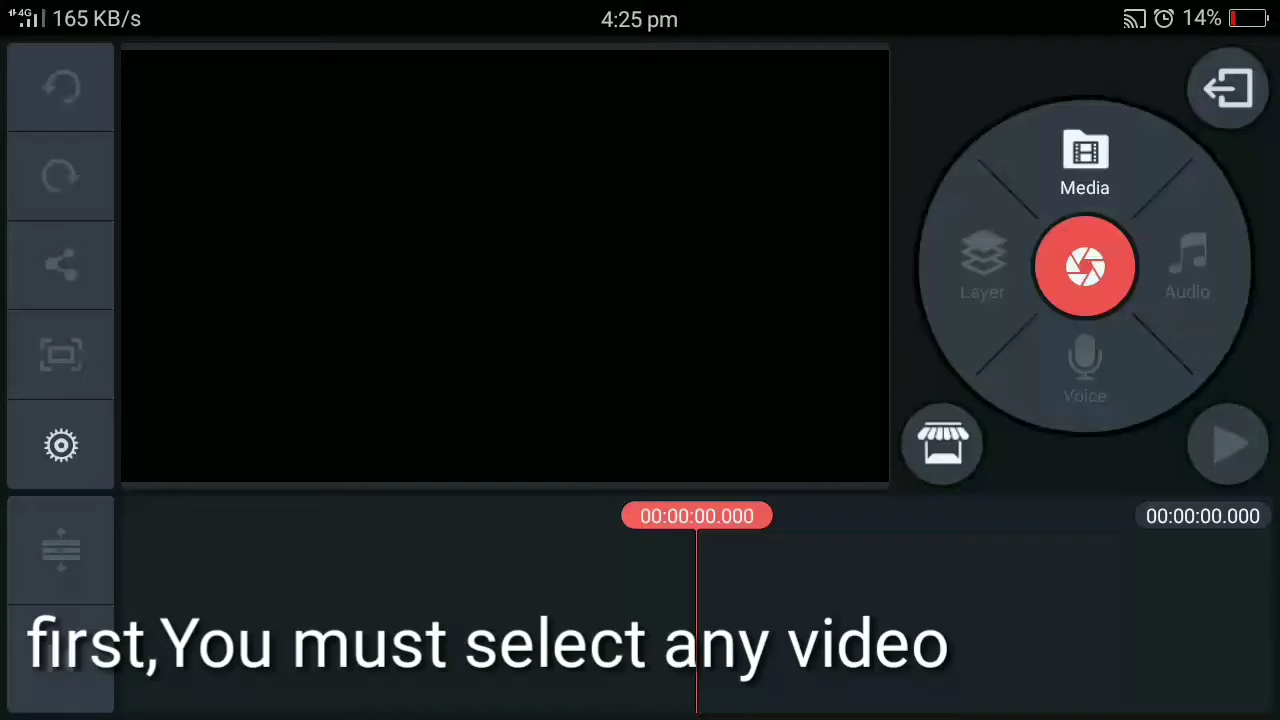 4G 165 KB/s 4:25 pm 14%
Media
Layer
Audio
Voice
00:00:00.000 00:00:00.000
first,You must select any video